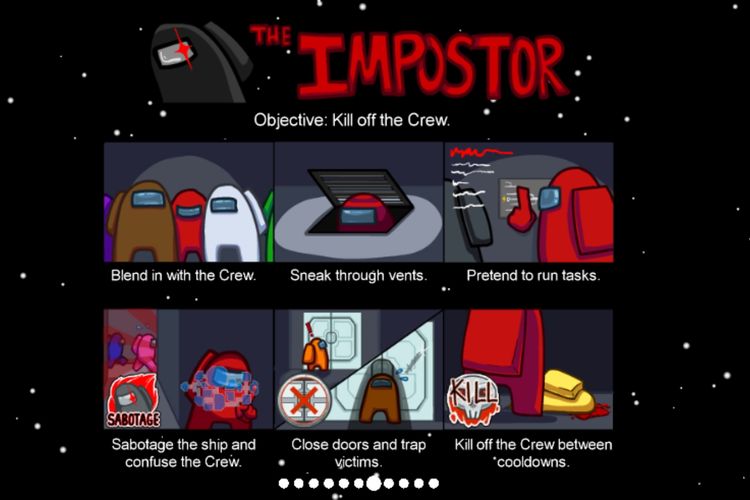 THE IMPOSTOR
Objective: Kill off the Crew.
Blend in with the Crew.
Sneak through vents.
Pretend to run tasks.
SABOTAGE
KILL
Sabotage the ship and
confuse the Crew.
Close doors and trap
victims.
Kill off the Crew between
cooldowns.